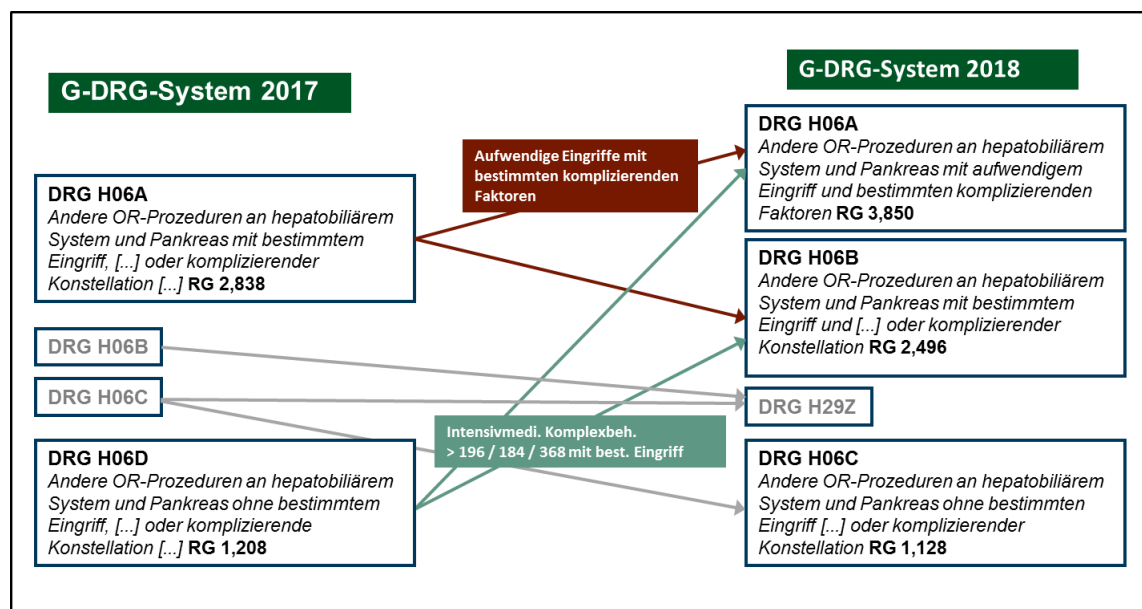 G-DRG-System 2017
DRG H06A
Andere OR-Prozeduren an hepatobiliärem
System und Pankreas mit bestimmtem
Eingriff, [...] oder komplizierender
Konstellation [...] RG 2,838
DRG H06B
DRG H06C
DRG H06D
Andere OR-Prozeduren an hepatobiliärem
System und Pankreas ohne bestimmtem
Eingriff, [...] oder komplizierende
Konstellation [...] RG 1,208
Aufwendige Eingriffe mit
bestimmten komplizierenden
Faktoren
Intensivmedi. Komplexbeh.
> 196 / 184 / 368 mit best. Eingriff
G-DRG-System 2018
DRG H06A
Andere OR-Prozeduren an hepatobiliärem
System und Pankreas mit aufwendigem
Eingriff und bestimmten komplizierenden
Faktoren RG 3,850
DRG H06B
Andere OR-Prozeduren an hepatobiliärem
System und Pankreas mit bestimmtem
Eingriff und [...] oder komplizierender
Konstellation RG 2,496
DRG H29Z
DRG H06C
Andere OR-Prozeduren an hepatobiliärem
System und Pankreas ohne bestimmten
Eingriff [...] oder komplizierender
Konstellation RG 1,128